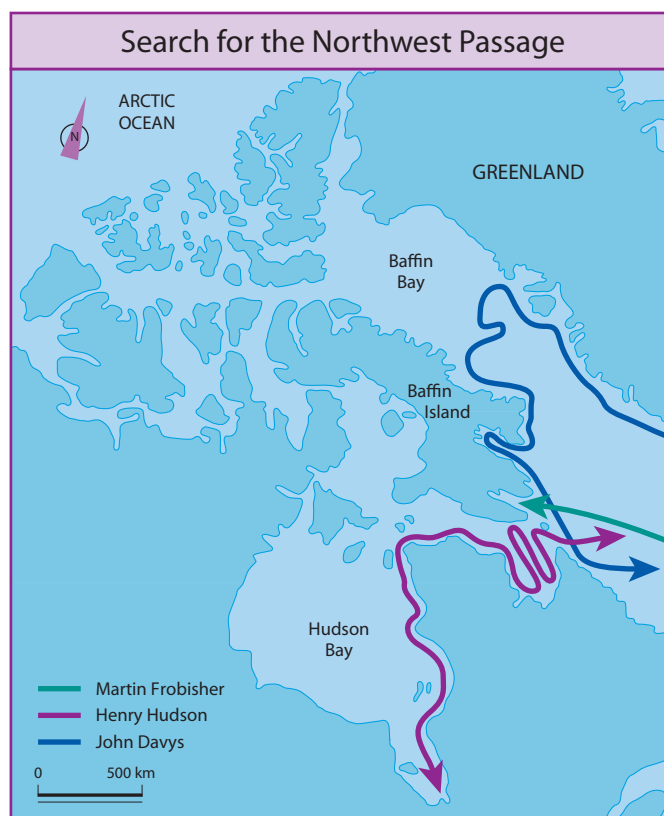 Search for the Northwest Passage
ARCTIC
OCEAN
N
GREENLAND
Baffin
Bay
Baffin
Island
Hudson
Bay
Martin Frobisher
Henry Hudson
John Davys
0 500 km